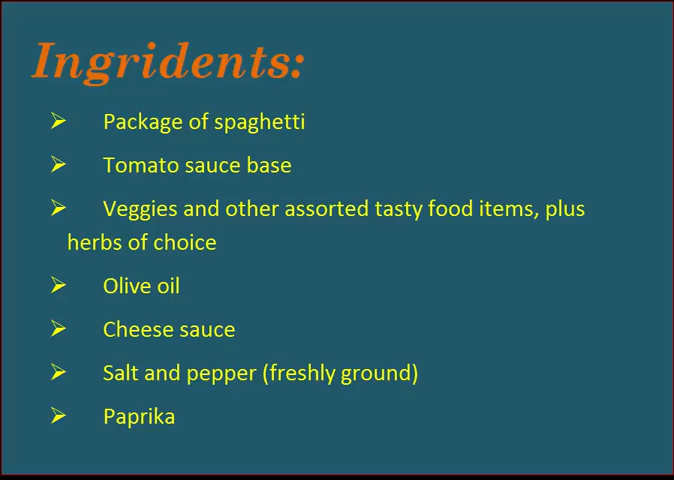 Ingridents:
➢ Package of spaghetti
➢ Tomato sauce base
➢ Veggies and other assorted tasty food items, plus
herbs of choice
➢ Olive oil
➢ Cheese sauce
➢ Salt and pepper (freshly ground)
➢ Paprika